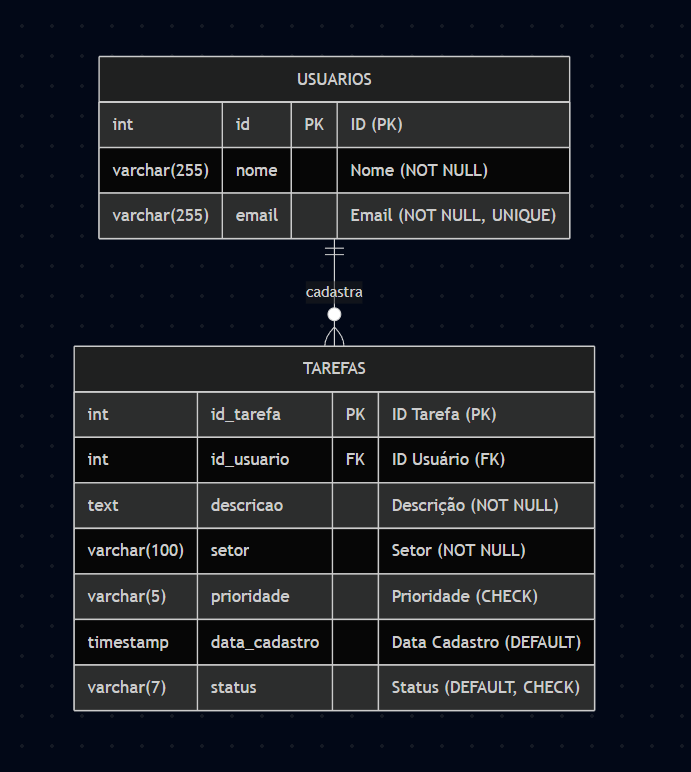 USUARIOS
int id PK ID (PK)
varchar(255) nome Nome (NOT NULL)
varchar(255) email Email (NOT NULL, UNIQUE)
cadastra
TAREFAS
int id_tarefa PK ID Tarefa (PK)
int id_usuario FK ID Usuário (FK)
text descricao Descrição (NOT NULL)
varchar(100) setor Setor (NOT NULL)
varchar(5) prioridade Prioridade (CHECK)
timestamp data_cadastro Data Cadastro (DEFAULT)
varchar(7) status Status (DEFAULT, CHECK)